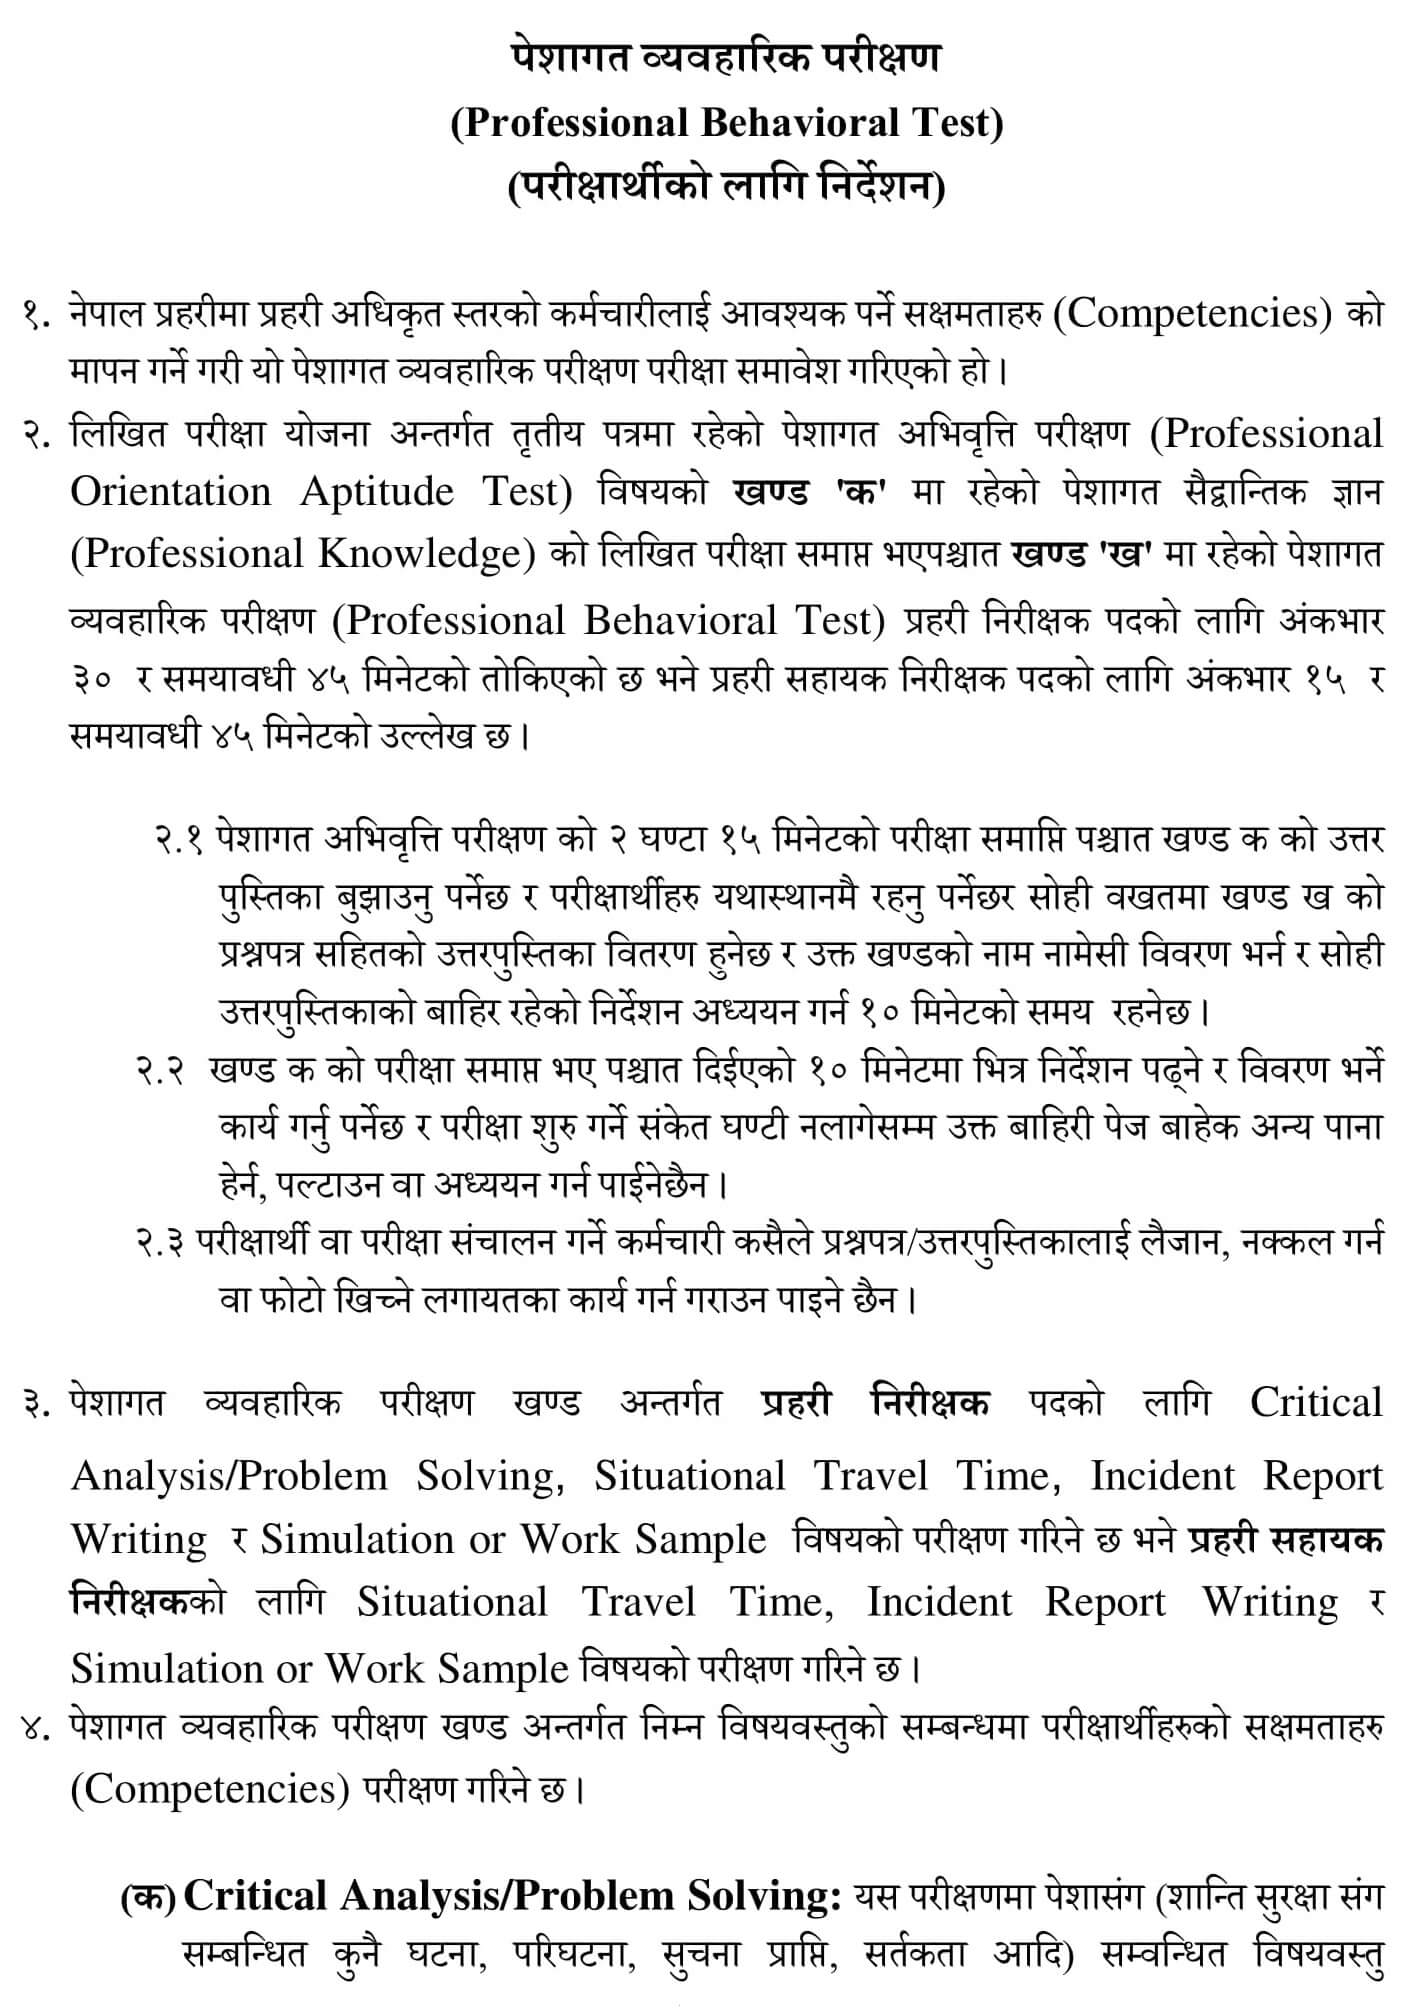 पेशागत व्यवहारिक परीक्षण
(Professional Behavioral Test)
(परीक्षार्थीको लागि निर्देशन)
१. नेपाल प्रहरीमा प्रहरी अधिकृत स्तरको कर्मचारीलाई आवश्यक पर्ने सक्षमताहरु (Competencies) को
मापन गर्ने गरी यो पेशागत व्यवहारिक परीक्षण परीक्षा समावेश गरिएको हो।
२. लिखित परीक्षा योजना अन्तर्गत तृतीय पत्रमा रहेको पेशागत अभिवृत्ति परीक्षण (Professional
Orientation Aptitude Test) विषयको खण्ड 'क' मा रहेको पेशागत सैद्वान्तिक ज्ञान
(Professional Knowledge) को लिखित परीक्षा समाप्त भएपश्चात खण्ड 'ख' मा रहेको पेशागत
व्यवहारिक परीक्षण (Professional Behavioral Test) प्रहरी निरीक्षक पदको लागि अंकभार
३० र समयावधी ४५ मिनेटको तोकिएको छ भने प्रहरी सहायक निरीक्षक पदको लागि अंकभार १५ र
समयावधी ४५ मिनेटको उल्लेख छ।
२.१ पेशागत अभिवृत्ति परीक्षण को २ घण्टा १५ मिनेटको परीक्षा समाप्ति पश्चात खण्ड क को उत्तर
पुस्तिका बुझाउनु पर्नेछ र परीक्षार्थीहरु यथास्थानमै रहनु पर्नेछर सोही वखतमा खण्ड ख को
प्रश्नपत्र सहितको उत्तरपुस्तिका वितरण हुनेछ र उक्त खण्डको नाम नामेसी विवरण भर्न र सोही
उत्तरपुस्तिकाको बाहिर रहेको निर्देशन अध्ययन गर्न १० मिनेटको समय रहनेछ।
२.२ खण्ड क को परीक्षा समाप्त भए पश्चात दिईएको १० मिनेटमा भित्र निर्देशन पढ्ने र विवरण भर्ने
कार्य गर्नु पर्नेछ र परीक्षा शुरु गर्ने संकेत घण्टी नलागेसम्म उक्त बाहिरी पेज बाहेक अन्य पाना
हेर्न, पल्टाउन वा अध्ययन गर्न पाईनेछैन।
२.३ परीक्षार्थी वा परीक्षा संचालन गर्ने कर्मचारी कसैले प्रश्नपत्र/उत्तरपुस्तिकालाई लैजान, नक्कल गर्न
वा फोटो खिच्ने लगायतका कार्य गर्न गराउन पाइने छैन।
३. पेशागत व्यवहारिक परीक्षण खण्ड अन्तर्गत प्रहरी निरीक्षक पदको लागि Critical
Analysis/Problem Solving, Situational Travel Time, Incident Report
Writing र Simulation or Work Sample विषयको परीक्षण गरिने छ भने प्रहरी सहायक
निरीक्षकको लागि Situational Travel Time, Incident Report Writing र
Simulation or Work Sample विषयको परीक्षण गरिने छ।
४. पेशागत व्यवहारिक परीक्षण खण्ड अन्तर्गत निम्न विषयवस्तुको सम्बन्धमा परीक्षार्थीहरुको सक्षमताहरु
(Competencies) परीक्षण गरिने छ।
(क) Critical Analysis/Problem Solving: यस परीक्षणमा पेशासंग (शान्ति सुरक्षा संग
सम्बन्धित कुनै घटना, परिघटना, सुचना प्राप्ति, सर्तकता आदि) सम्वन्धित विषयवस्तु